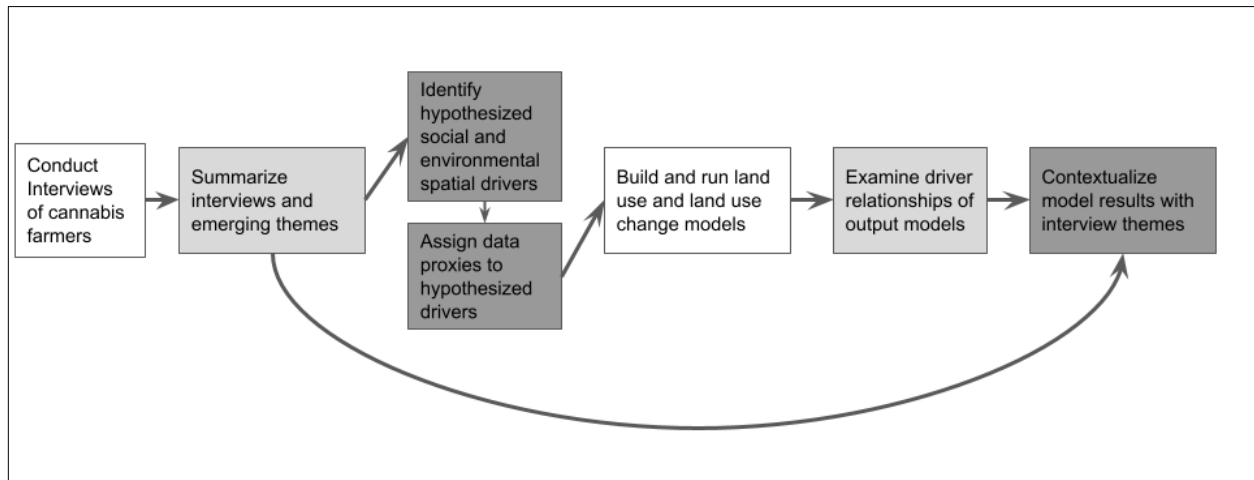 Conduct
Interviews
of cannabis
farmers
Summarize
interviews and
emerging themes
Identify
hypothesized
social and
environmental
spatial drivers
Assign data
proxies to
hypothesized
drivers
Build and run land
use and land use
change models
Examine driver
relationships of
output models
Contextualize
model results with
interview themes